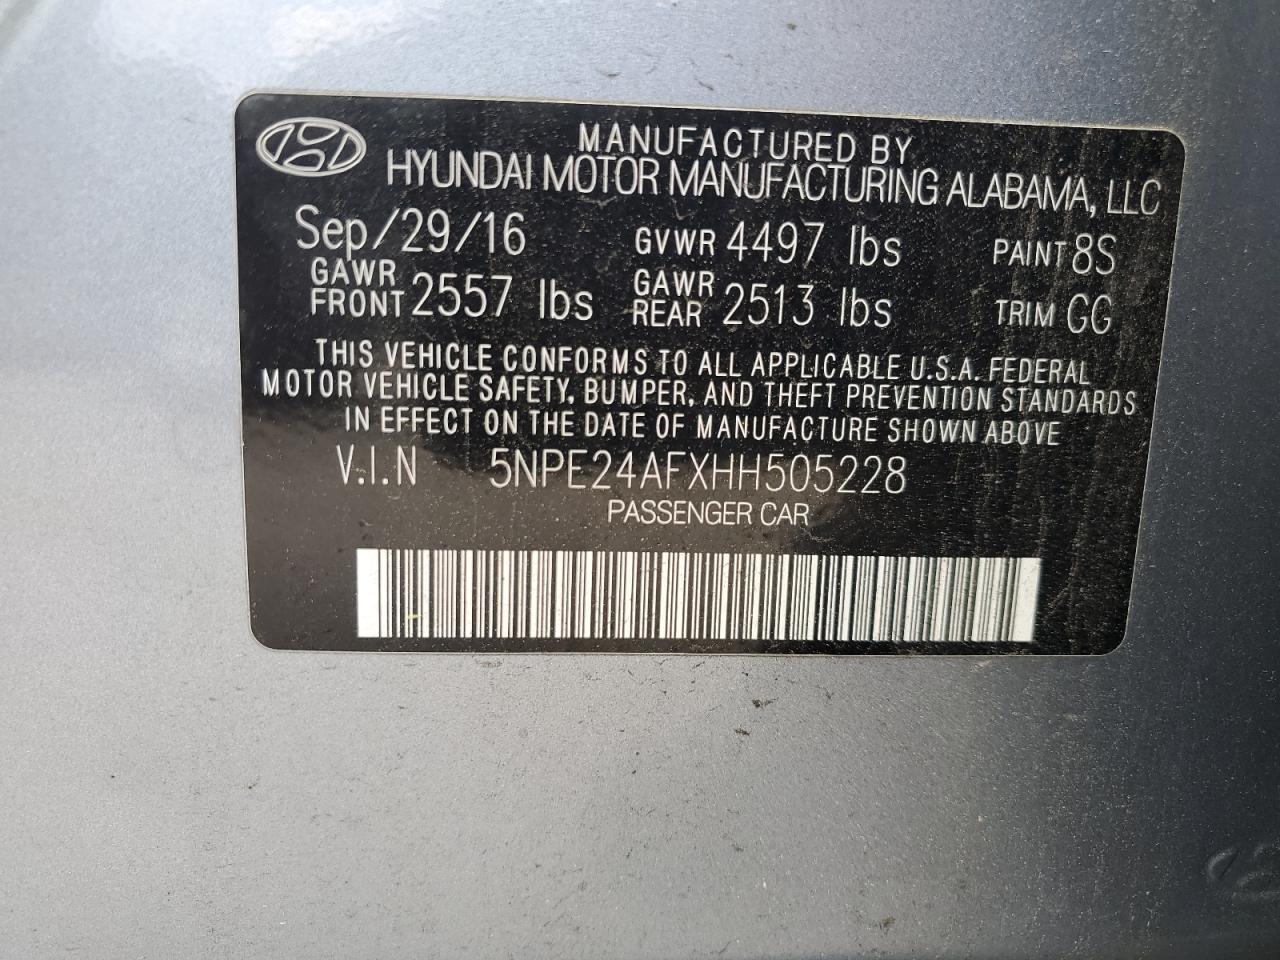 MANUFACTURED BY
HYUNDAI MOTOR MANUFACTURING ALABAMA, LLC
Sep/29/16 GVWR 4497 lbs PAINT 8S
GAWR FRONT 2557 lbs GAWR REAR 2513 lbs TRIM GG
THIS VEHICLE CONFORMS TO ALL APPLICABLE U.S.A. FEDERAL
MOTOR VEHICLE SAFETY, BUMPER, AND THEFT PREVENTION STANDARDS
IN EFFECT ON THE DATE OF MANUFACTURE SHOWN ABOVE
V.I.N 5NPE24AFXHH505228
PASSENGER CAR